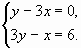 y − 3x = 0,
3y − x = 6.